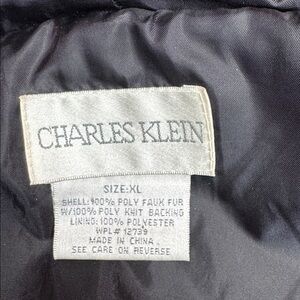 CHARLES KLEIN
SIZE:XL
SHELL:100% POLY FAUX FUR
W/100% POLY KNIT BACKING
LINING:100% POLYESTER
WPL# 12739
MADE IN CHINA
SEE CARE ON REVERSE